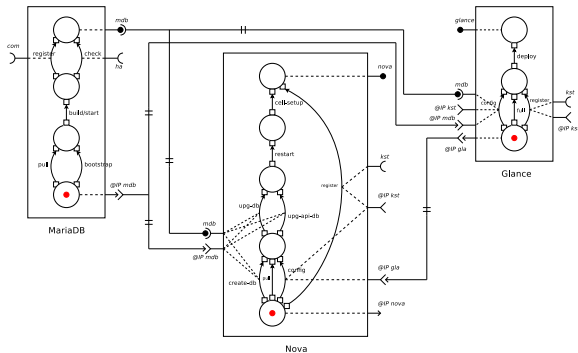 mdb
com
register
check
ha
build/start
pull
bootstrap
@IP mdb
MariaDB
nova
cell-setup
restart
register
kst
upg-db
upg-api-db
@IP kst
mdb
@IP mdb
create-db
pull
config
@IP gla
@IP nova
Nova
glance
deploy
mdb
config
register
kst
@IP kst
pull
@IP mdb
@IP ks
@IP gla
Glance